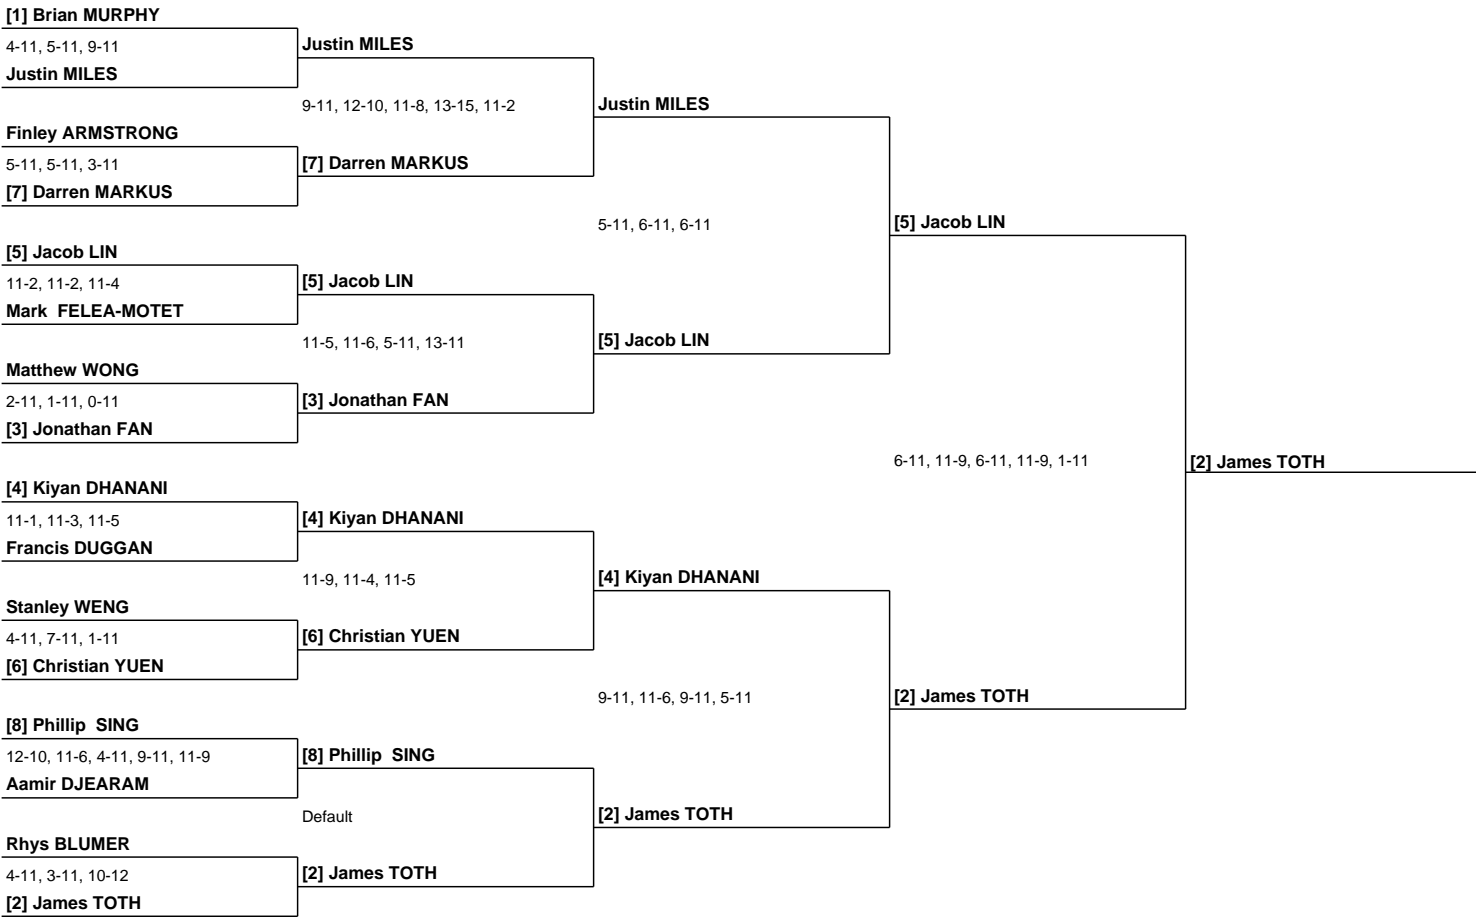 [1] Brian MURPHY
4-11, 5-11, 9-11
Justin MILES
Justin MILES
9-11, 12-10, 11-8, 13-15, 11-2
Justin MILES
Finley ARMSTRONG
5-11, 5-11, 3-11
[7] Darren MARKUS
[7] Darren MARKUS
5-11, 6-11, 6-11
[5] Jacob LIN
[5] Jacob LIN
11-2, 11-2, 11-4
Mark  FELEA-MOTET
[5] Jacob LIN
11-5, 11-6, 5-11, 13-11
[5] Jacob LIN
Matthew WONG
2-11, 1-11, 0-11
[3] Jonathan FAN
[3] Jonathan FAN
6-11, 11-9, 6-11, 11-9, 1-11
[2] James TOTH
[4] Kiyan DHANANI
11-1, 11-3, 11-5
Francis DUGGAN
[4] Kiyan DHANANI
11-9, 11-4, 11-5
[4] Kiyan DHANANI
Stanley WENG
4-11, 7-11, 1-11
[6] Christian YUEN
[6] Christian YUEN
9-11, 11-6, 9-11, 5-11
[2] James TOTH
[8] Phillip  SING
12-10, 11-6, 4-11, 9-11, 11-9
Aamir DJEARAM
[8] Phillip  SING
Default
[2] James TOTH
Rhys BLUMER
4-11, 3-11, 10-12
[2] James TOTH
[2] James TOTH